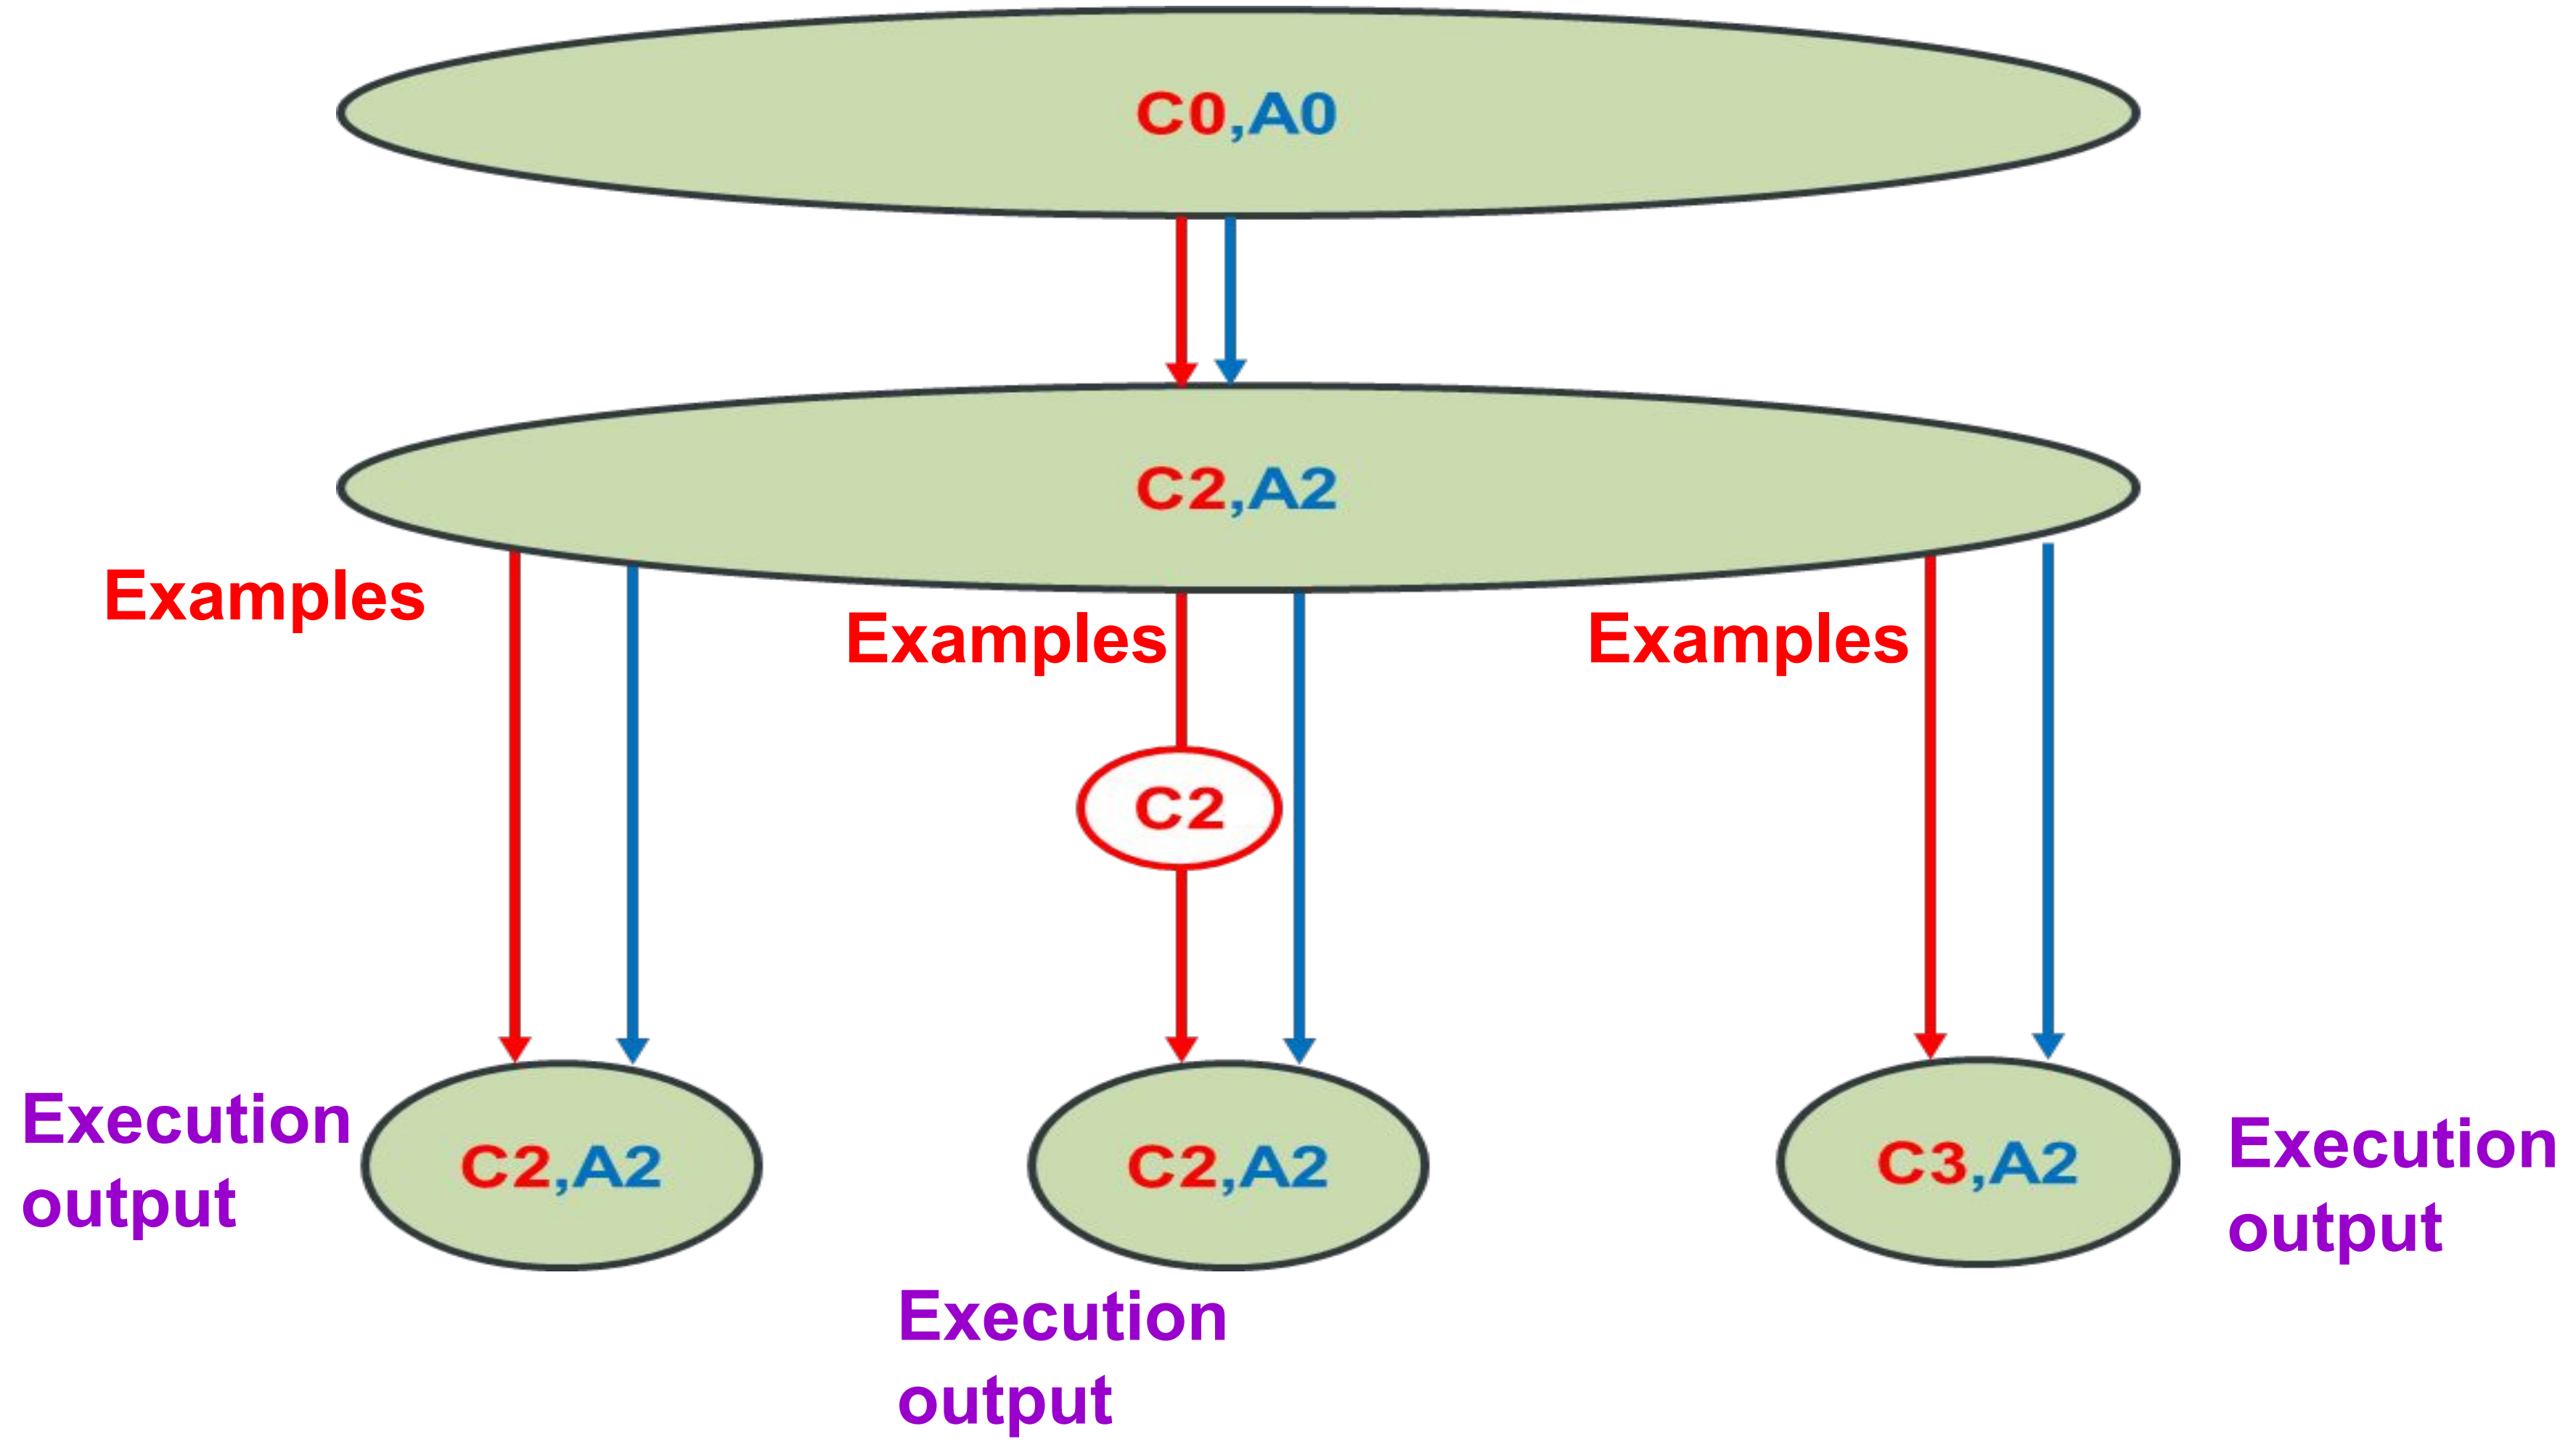 C0,A0
C2,A2
Examples
Examples
Examples
C2
Execution
output
C2,A2
C2,A2
C3,A2
Execution
output
Execution
output